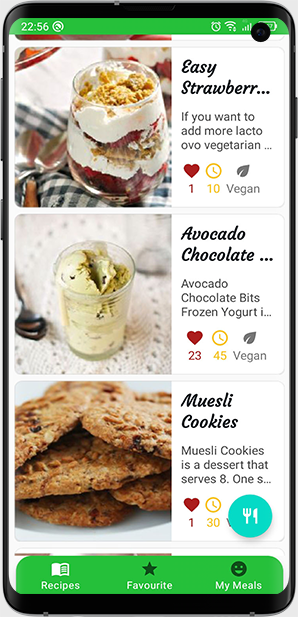 22:56
Easy
Strawberr...
If you want to
add more lacto
ovo vegetarian ...
1 10 Vegan
Avocado
Chocolate ...
Avocado
Chocolate Bits
Frozen Yogurt i...
23 45 Vegan
Muesli
Cookies
Muesli Cookies
is a dessert that
serves 8. One s...
1 30 V
Recipes Favourite My Meals